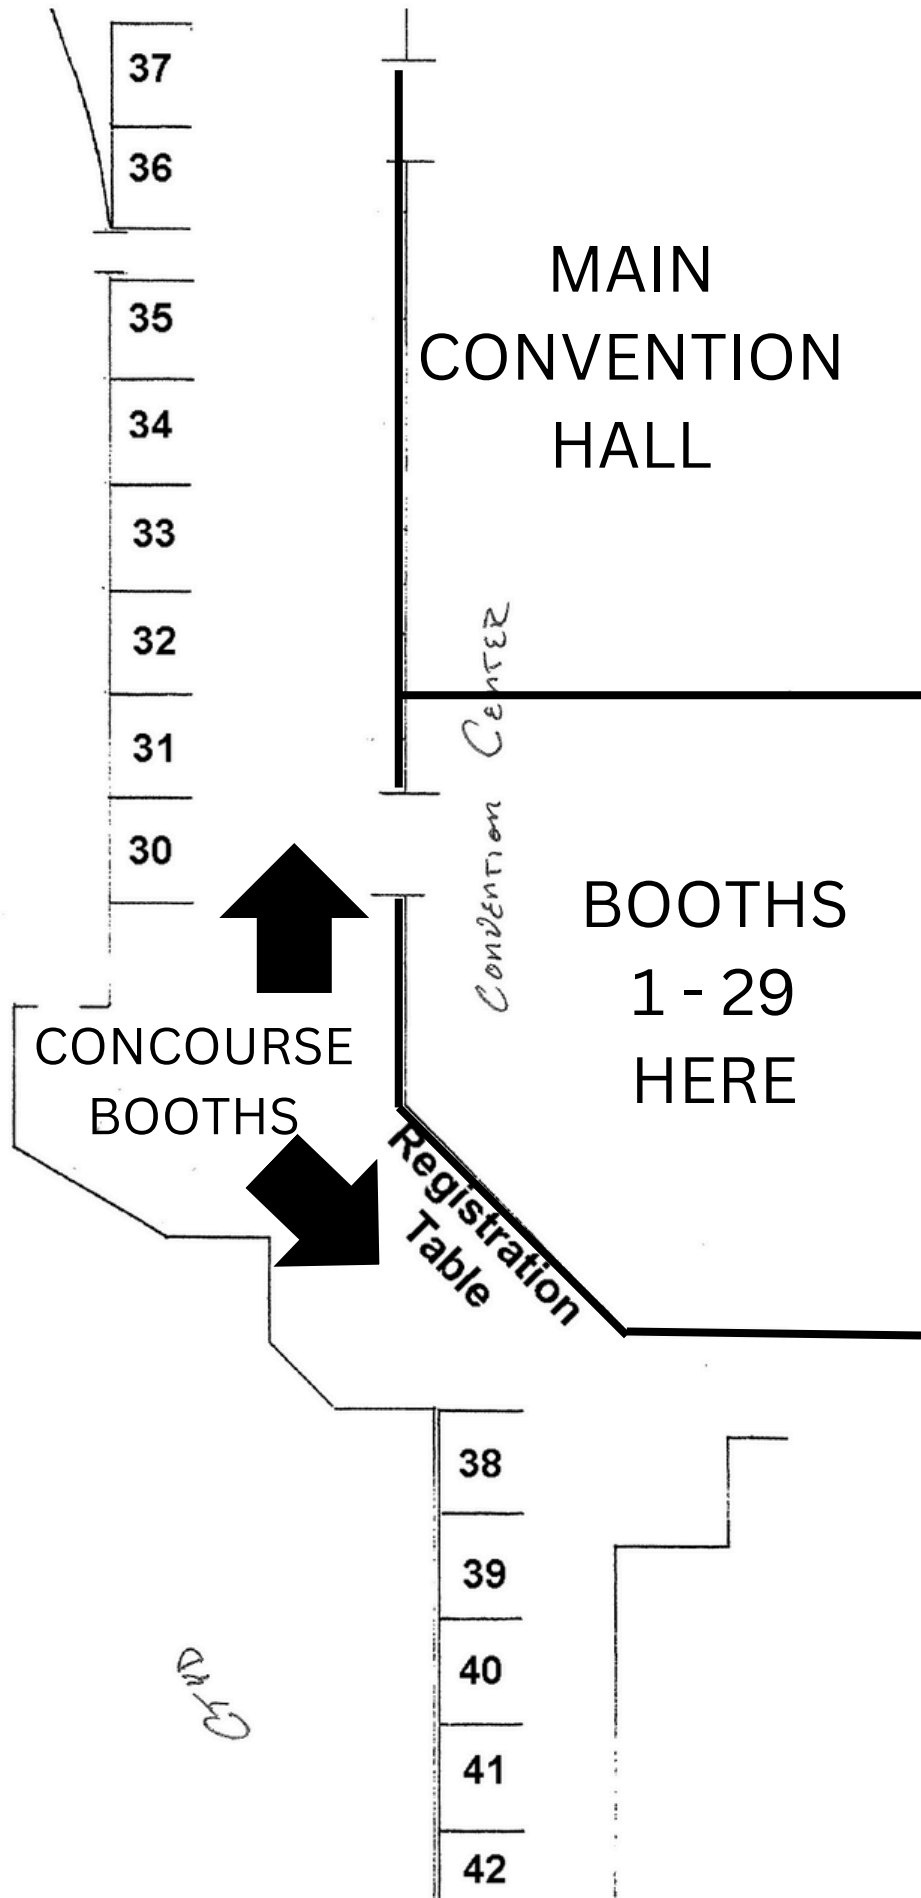 37
36
35
34
33
32
31
30
MAIN
CONVENTION
HALL
Convention Center
BOOTHS
1 - 29
HERE
CONCOURSE
BOOTHS
Registration
Table
38
39
40
41
42